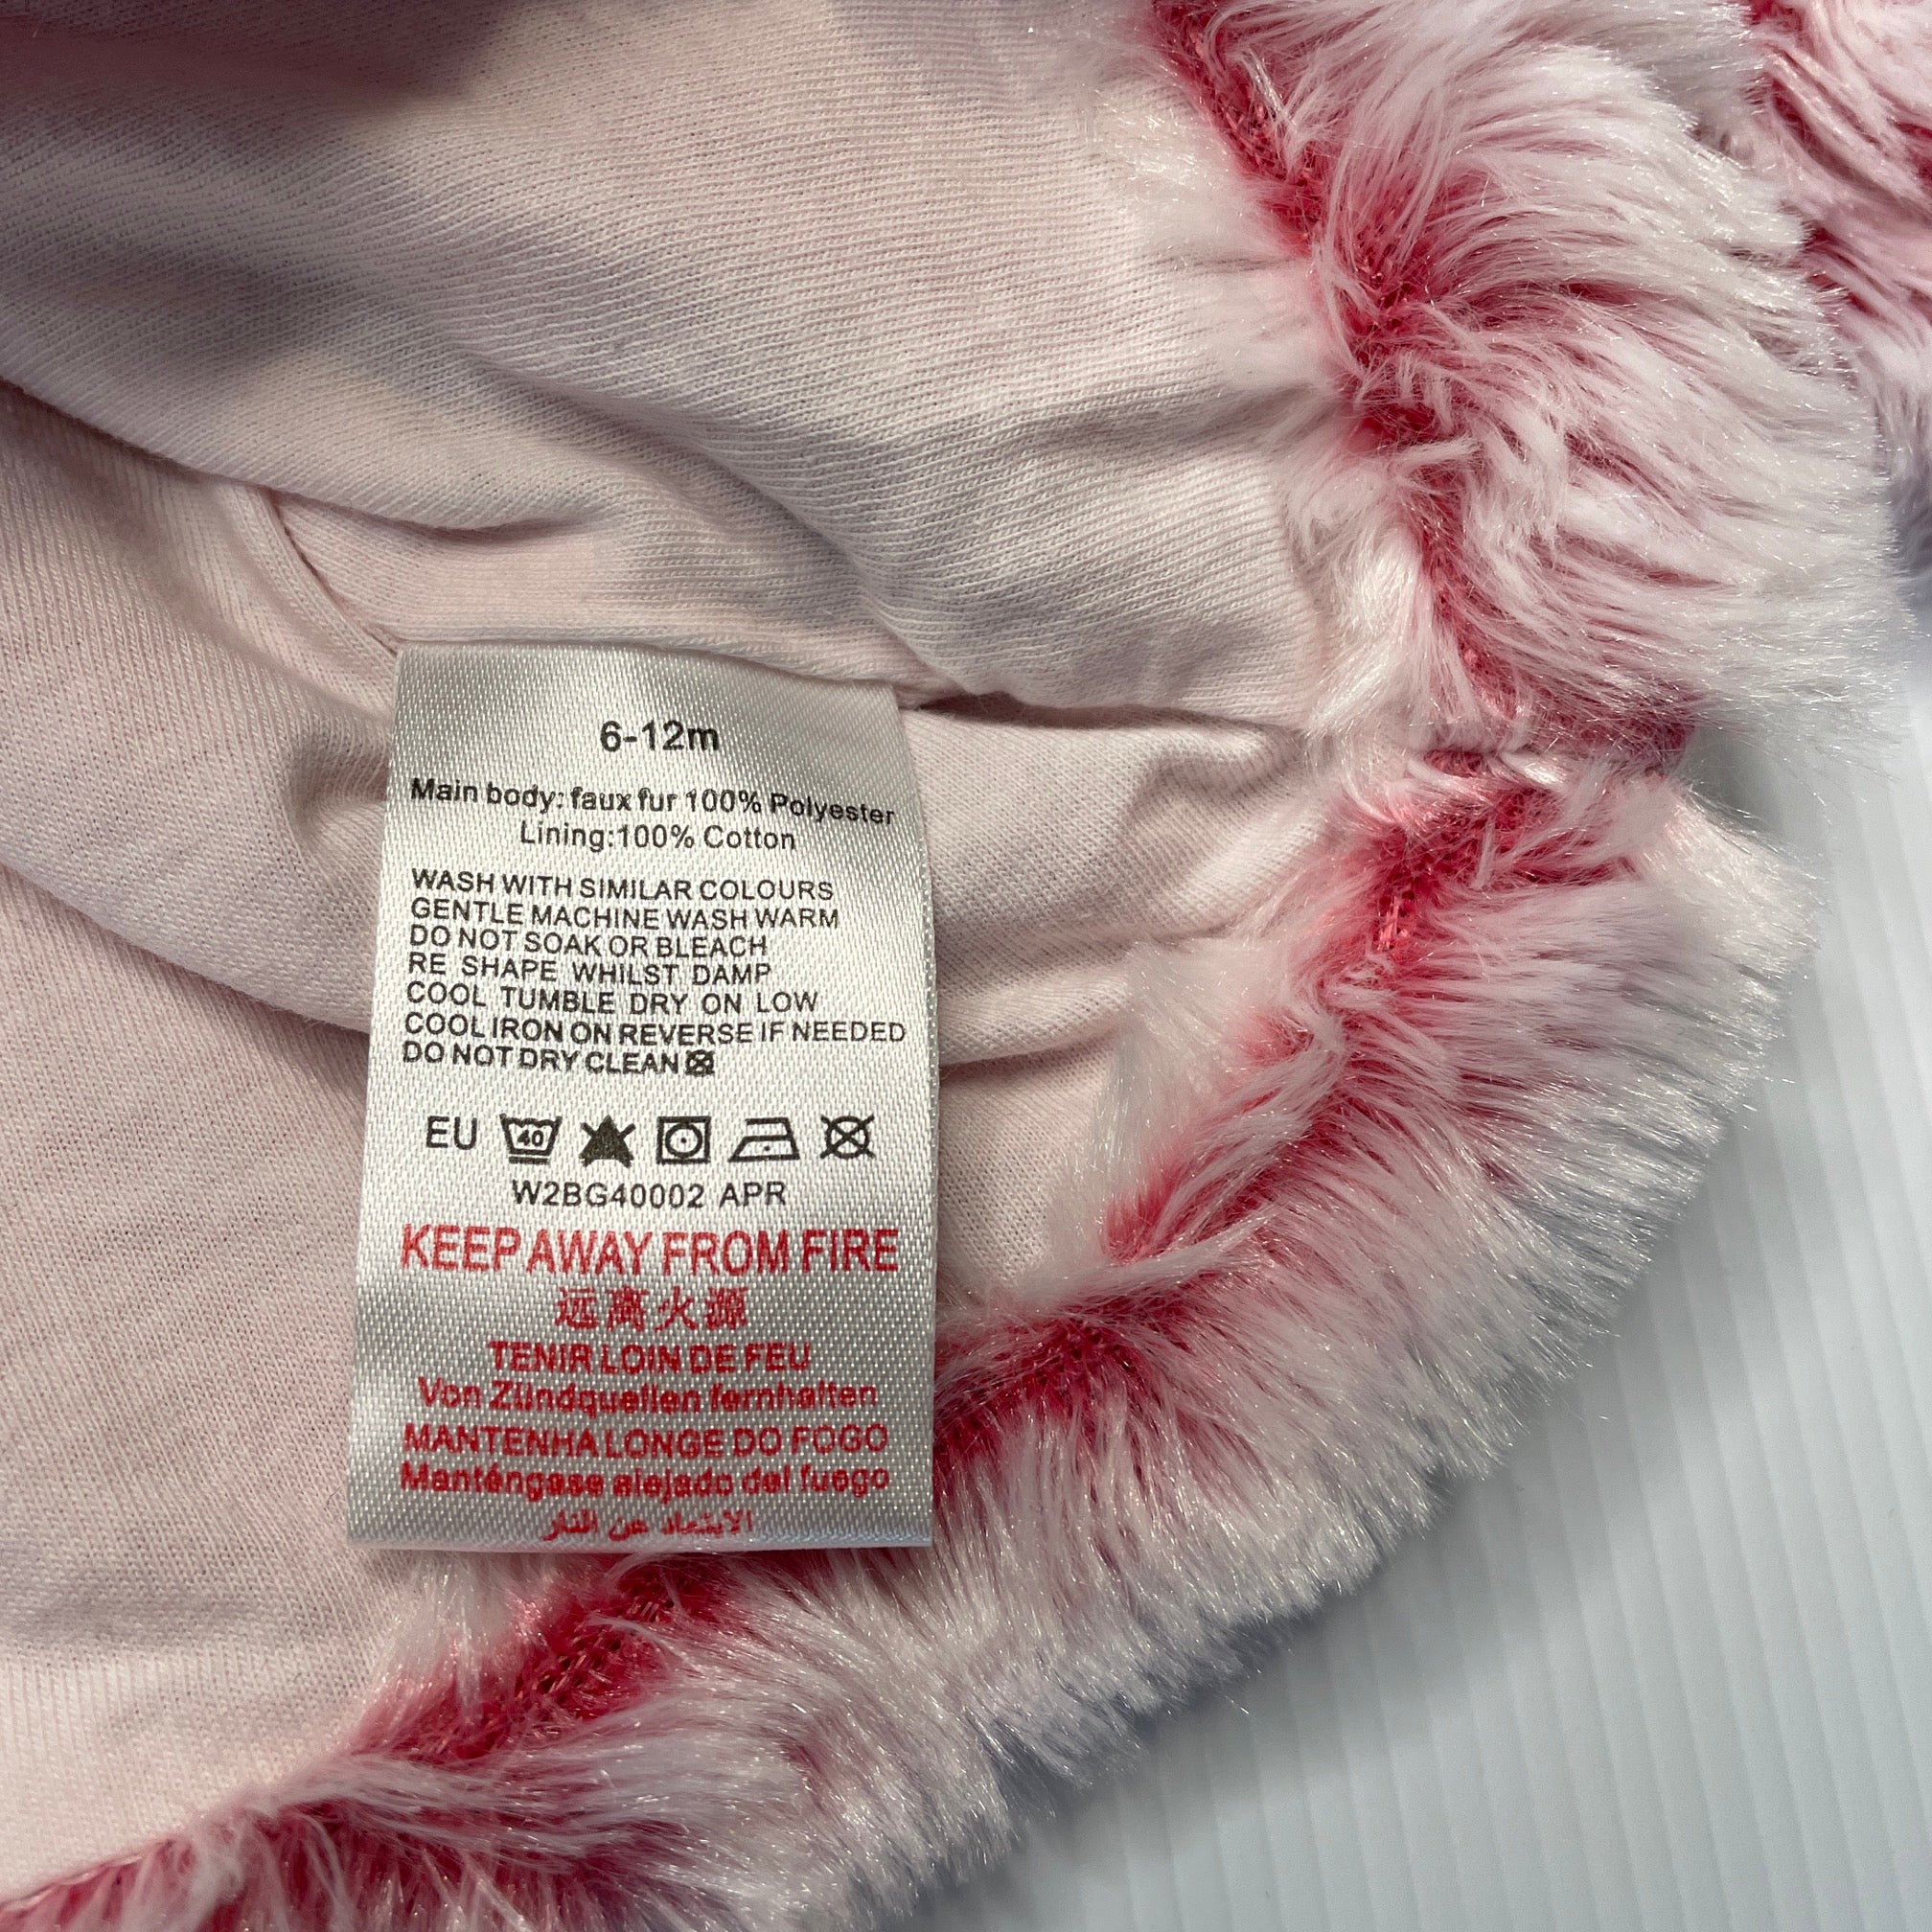 6-12m
Main body: faux fur 100% Polyester
Lining:100% Cotton
WASH WITH SIMILAR COLOURS
GENTLE MACHINE WASH WARM
DO NOT SOAK OR BLEACH
RE SHAPE WHILST DAMP
COOL TUMBLE DRY ON LOW
COOL IRON ON REVERSE IF NEEDED
DO NOT DRY CLEAN
EU 40
W2BG40002 APR
KEEP AWAY FROM FIRE
远离火源
TENIR LOIN DE FEU
Von Zündquellen fernhalten
MANTENHA LONGE DO FOGO
Manténgase alejado del fuego
الابتعاد عن النار